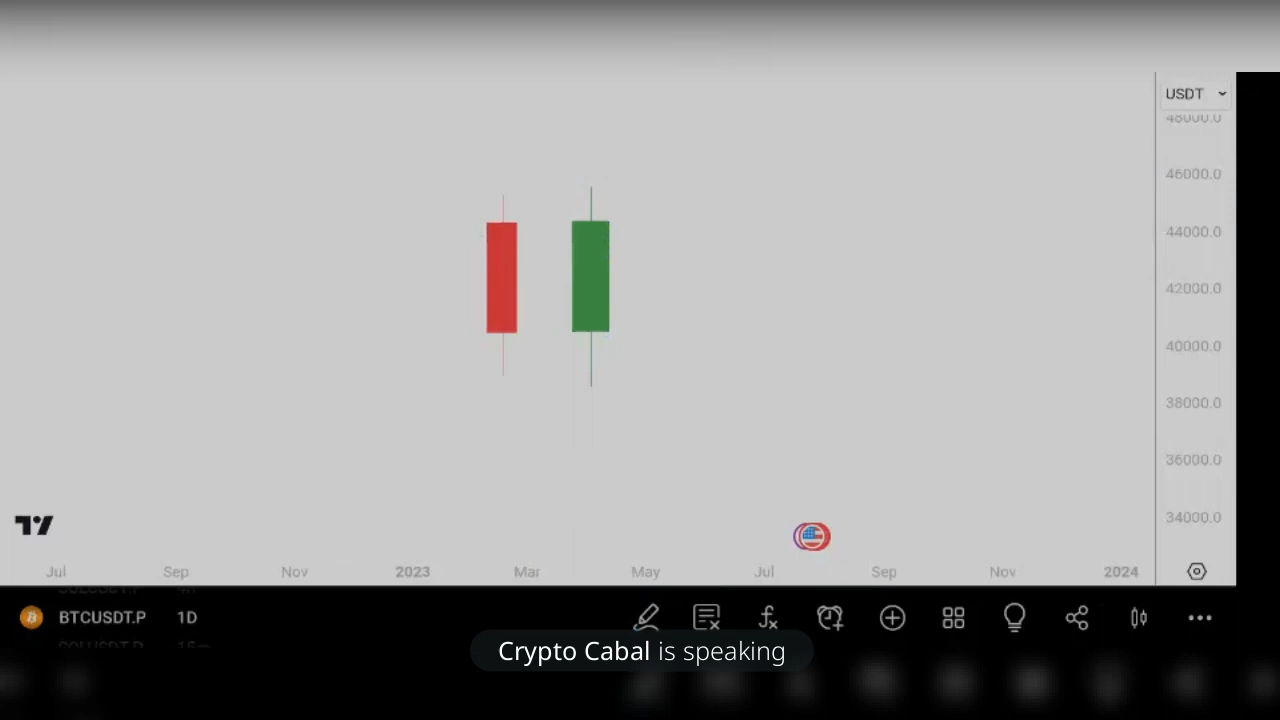 USDT
48000.0
46000.0
44000.0
42000.0
40000.0
38000.0
36000.0
34000.0
Jul Sep Nov 2023 Mar May Jul Sep Nov 2024
BTCUSDT.P 1D
Crypto Cabal is speaking